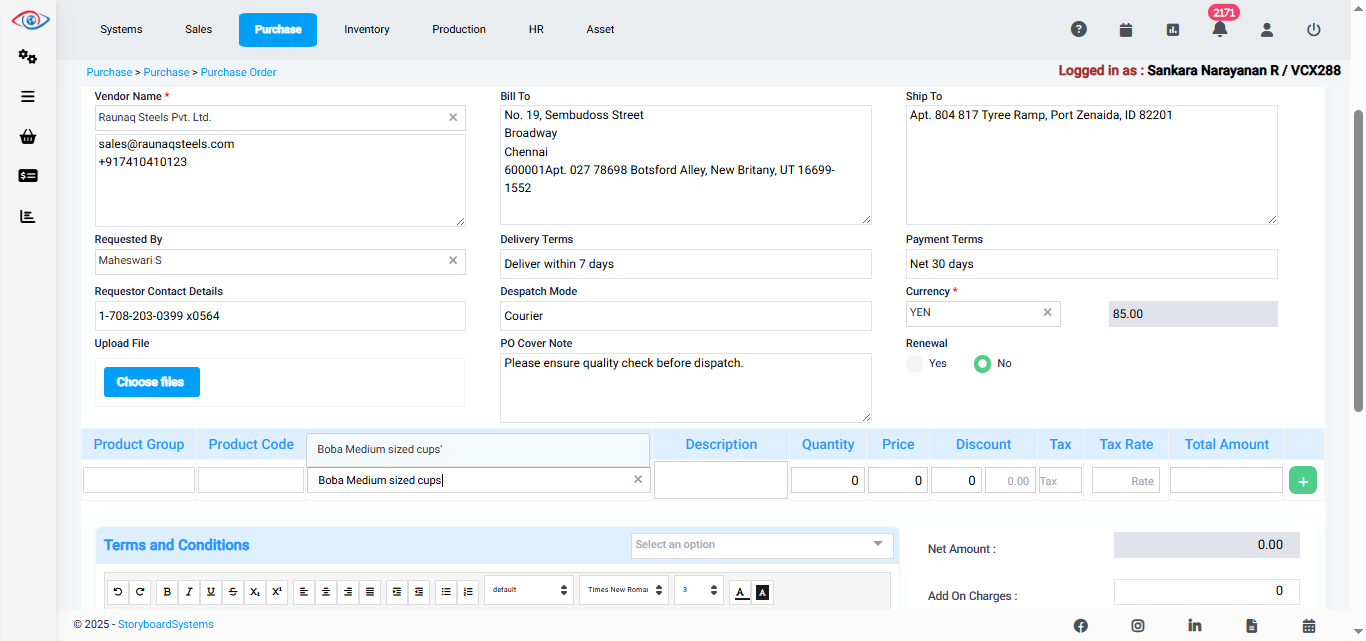 2171
Systems
Sales
Purchase
Inventory
Production
HR
Asset
Purchase > Purchase > Purchase Order
Logged in as : Sankara Narayanan R / VCX288
Vendor Name *
Raunaq Steels Pvt. Ltd.
sales@raunaqsteels.com
+917410410123
Bill To
No. 19, Sembudoss Street
Broadway
Chennai
600001Apt. 027 78698 Botsford Alley, New Britany, UT 16699-
1552
Ship To
Apt. 804 817 Tyree Ramp, Port Zenaida, ID 82201
Requested By
Maheswari S
Delivery Terms
Deliver within 7 days
Payment Terms
Net 30 days
Requestor Contact Details
1-708-203-0399 x0564
Despatch Mode
Courier
Currency *
YEN
85.00
Upload File
Choose files
PO Cover Note
Please ensure quality check before dispatch.
Renewal
Yes
No
Product Group
Product Code
Boba Medium sized cups'
Description
Quantity
Price
Discount
Tax
Tax Rate
Total Amount
Boba Medium sized cups
0
0
0
0.00
Tax
Rate
+
Terms and Conditions
Select an option
Net Amount :
0.00
default
Times New Roma
3
Add On Charges :
0
© 2025 - StoryboardSystems